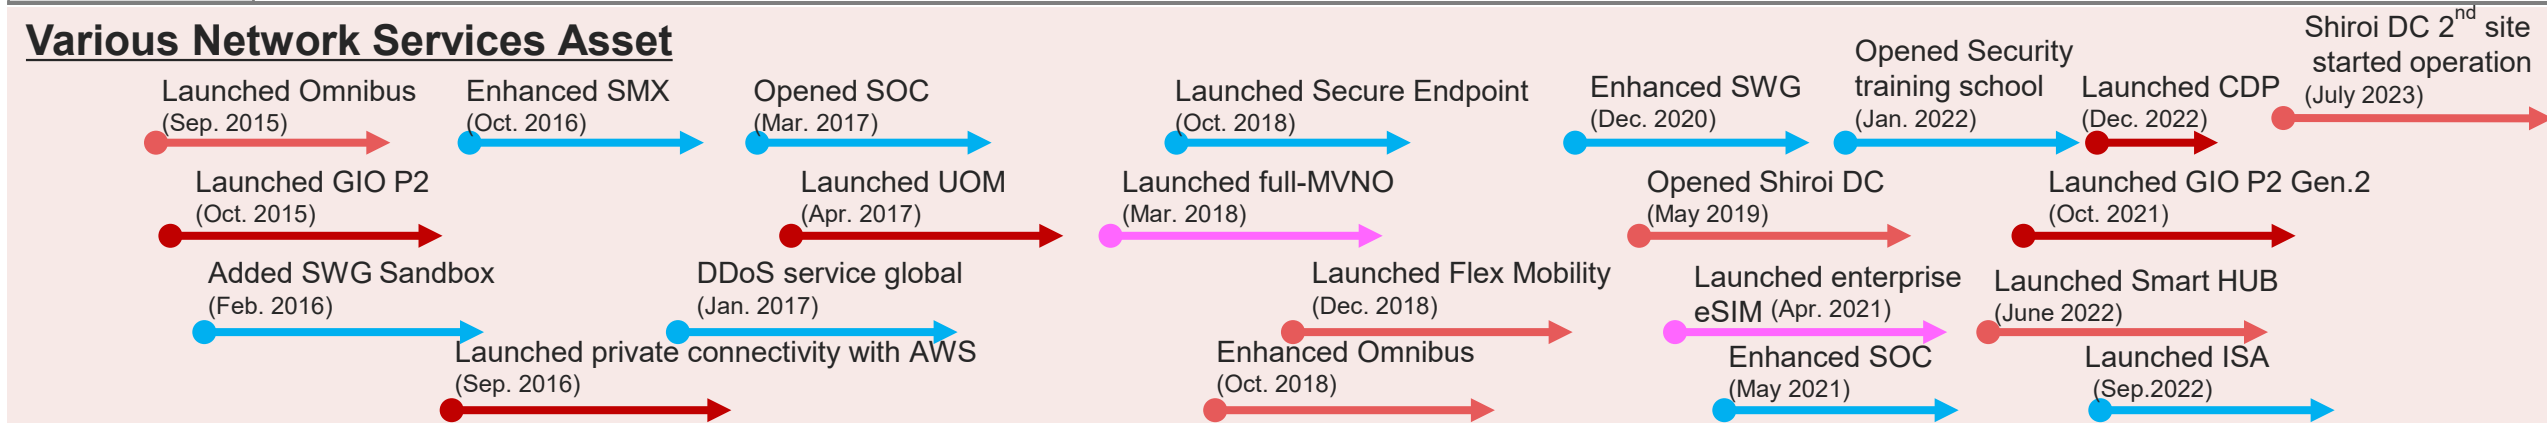 Various Network Services Asset
Launched Omnibus
(Sep. 2015)
Enhanced SMX
(Oct. 2016)
Opened SOC
(Mar. 2017)
Launched Secure Endpoint
(Oct. 2018)
Enhanced SWG
(Dec. 2020)
Opened Security
training school
(Jan. 2022)
Launched CDP
(Dec. 2022)
Shiroi DC 2nd site
started operation
(July 2023)
Launched GIO P2
(Oct. 2015)
Launched UOM
(Apr. 2017)
Launched full-MVNO
(Mar. 2018)
Opened Shiroi DC
(May 2019)
Launched GIO P2 Gen.2
(Oct. 2021)
Added SWG Sandbox
(Feb. 2016)
DDoS service global
(Jan. 2017)
Launched Flex Mobility
(Dec. 2018)
Launched enterprise
eSIM (Apr. 2021)
Launched Smart HUB
(June 2022)
Launched private connectivity with AWS
(Sep. 2016)
Enhanced Omnibus
(Oct. 2018)
Enhanced SOC
(May 2021)
Launched ISA
(Sep.2022)